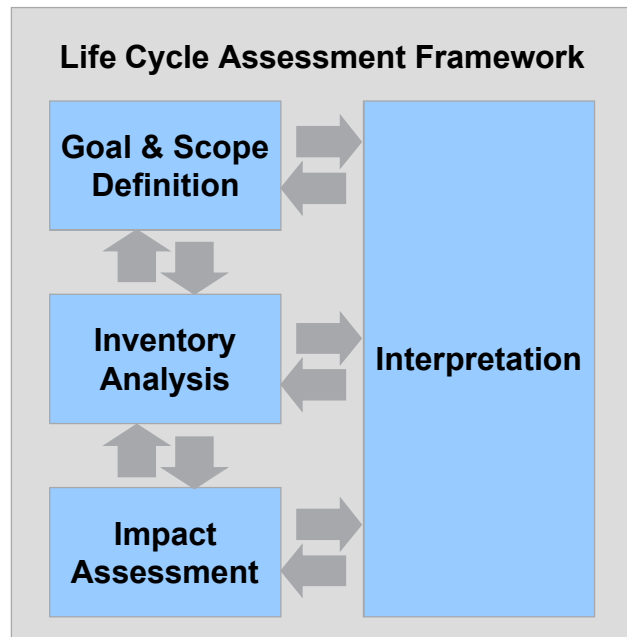 Life Cycle Assessment Framework
Goal & Scope
Definition
Inventory
Analysis
Interpretation
Impact
Assessment